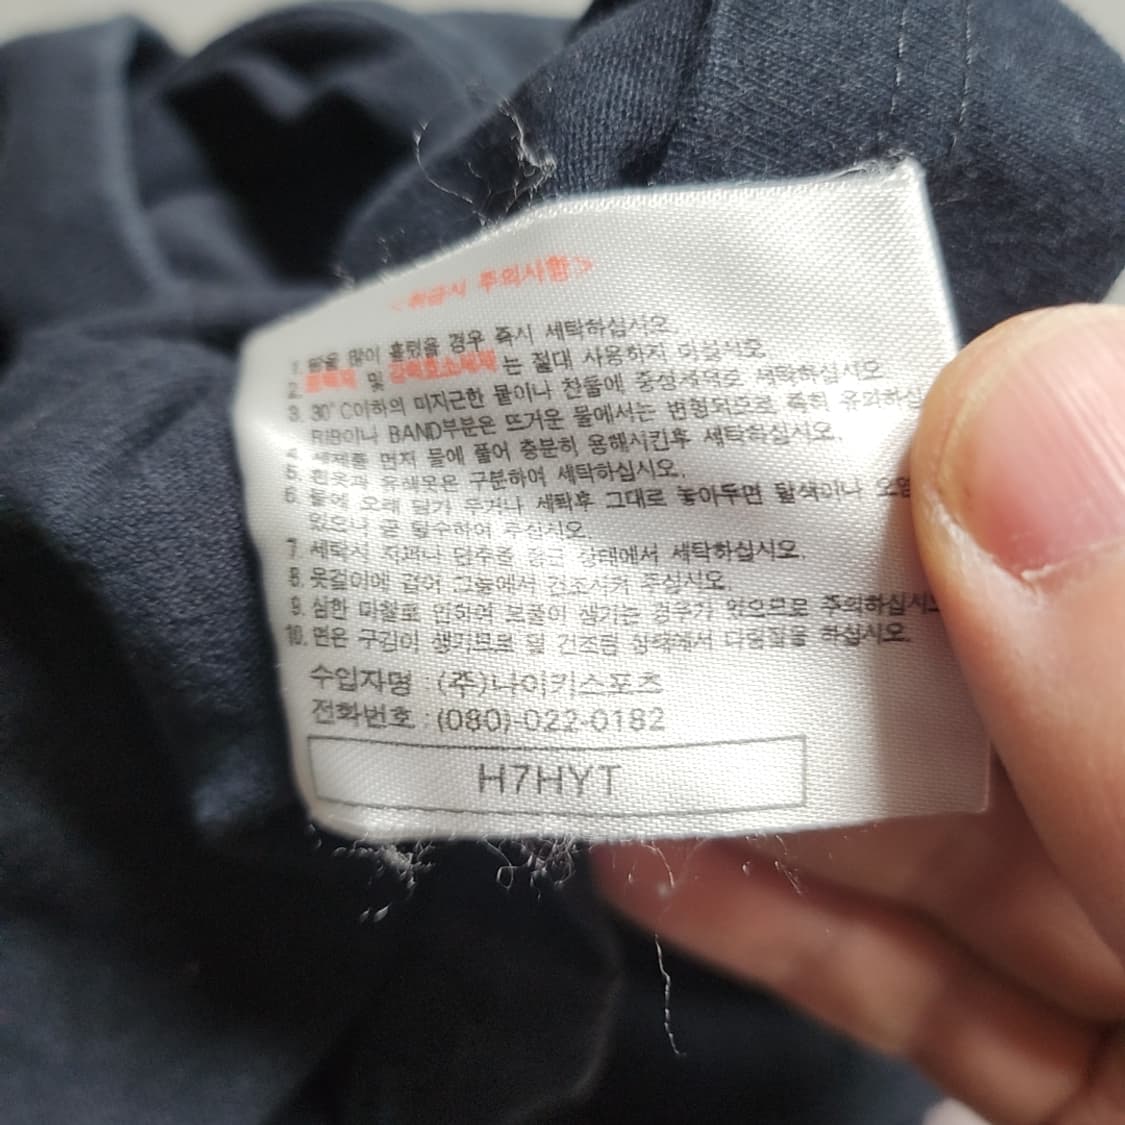 <취급시 주의사항>
1. 땀을 많이 흘렸을 경우 즉시 세탁하십시오.
2. 표백제 및 강력효소세제는 절대 사용하지 마십시오.
3. 30°C이하의 미지근한 물이나 찬물에 중성세제로 세탁하십시오
RIB이나 BAND부분은 뜨거운 물에서는 변형되므로 특히 유의하십
4. 세제를 먼저 물에 풀어 충분히 용해시킨후 세탁하십시오.
5. 흰옷과 유색옷은 구분하여 세탁하십시오.
6. 물에 오래 담가 두거나 세탁후 그대로 놓아두면 탈색이나 오염
있으니 곧 탈수하여 주십시오.
7. 세탁시 지퍼나 단추를 잠근 상태에서 세탁하십시오.
8. 옷걸이에 걸어 그늘에서 건조시켜 주십시오.
9. 심한 마찰로 인하여 보풀이 생기는 경우가 있으므로 주의하십시오
10. 면은 구김이 생기므로 덜 건조된 상태에서 다림질을 하십시오.
수입자명 : (주)나이키스포츠
전화번호 : (080)-022-0182
H7HYT